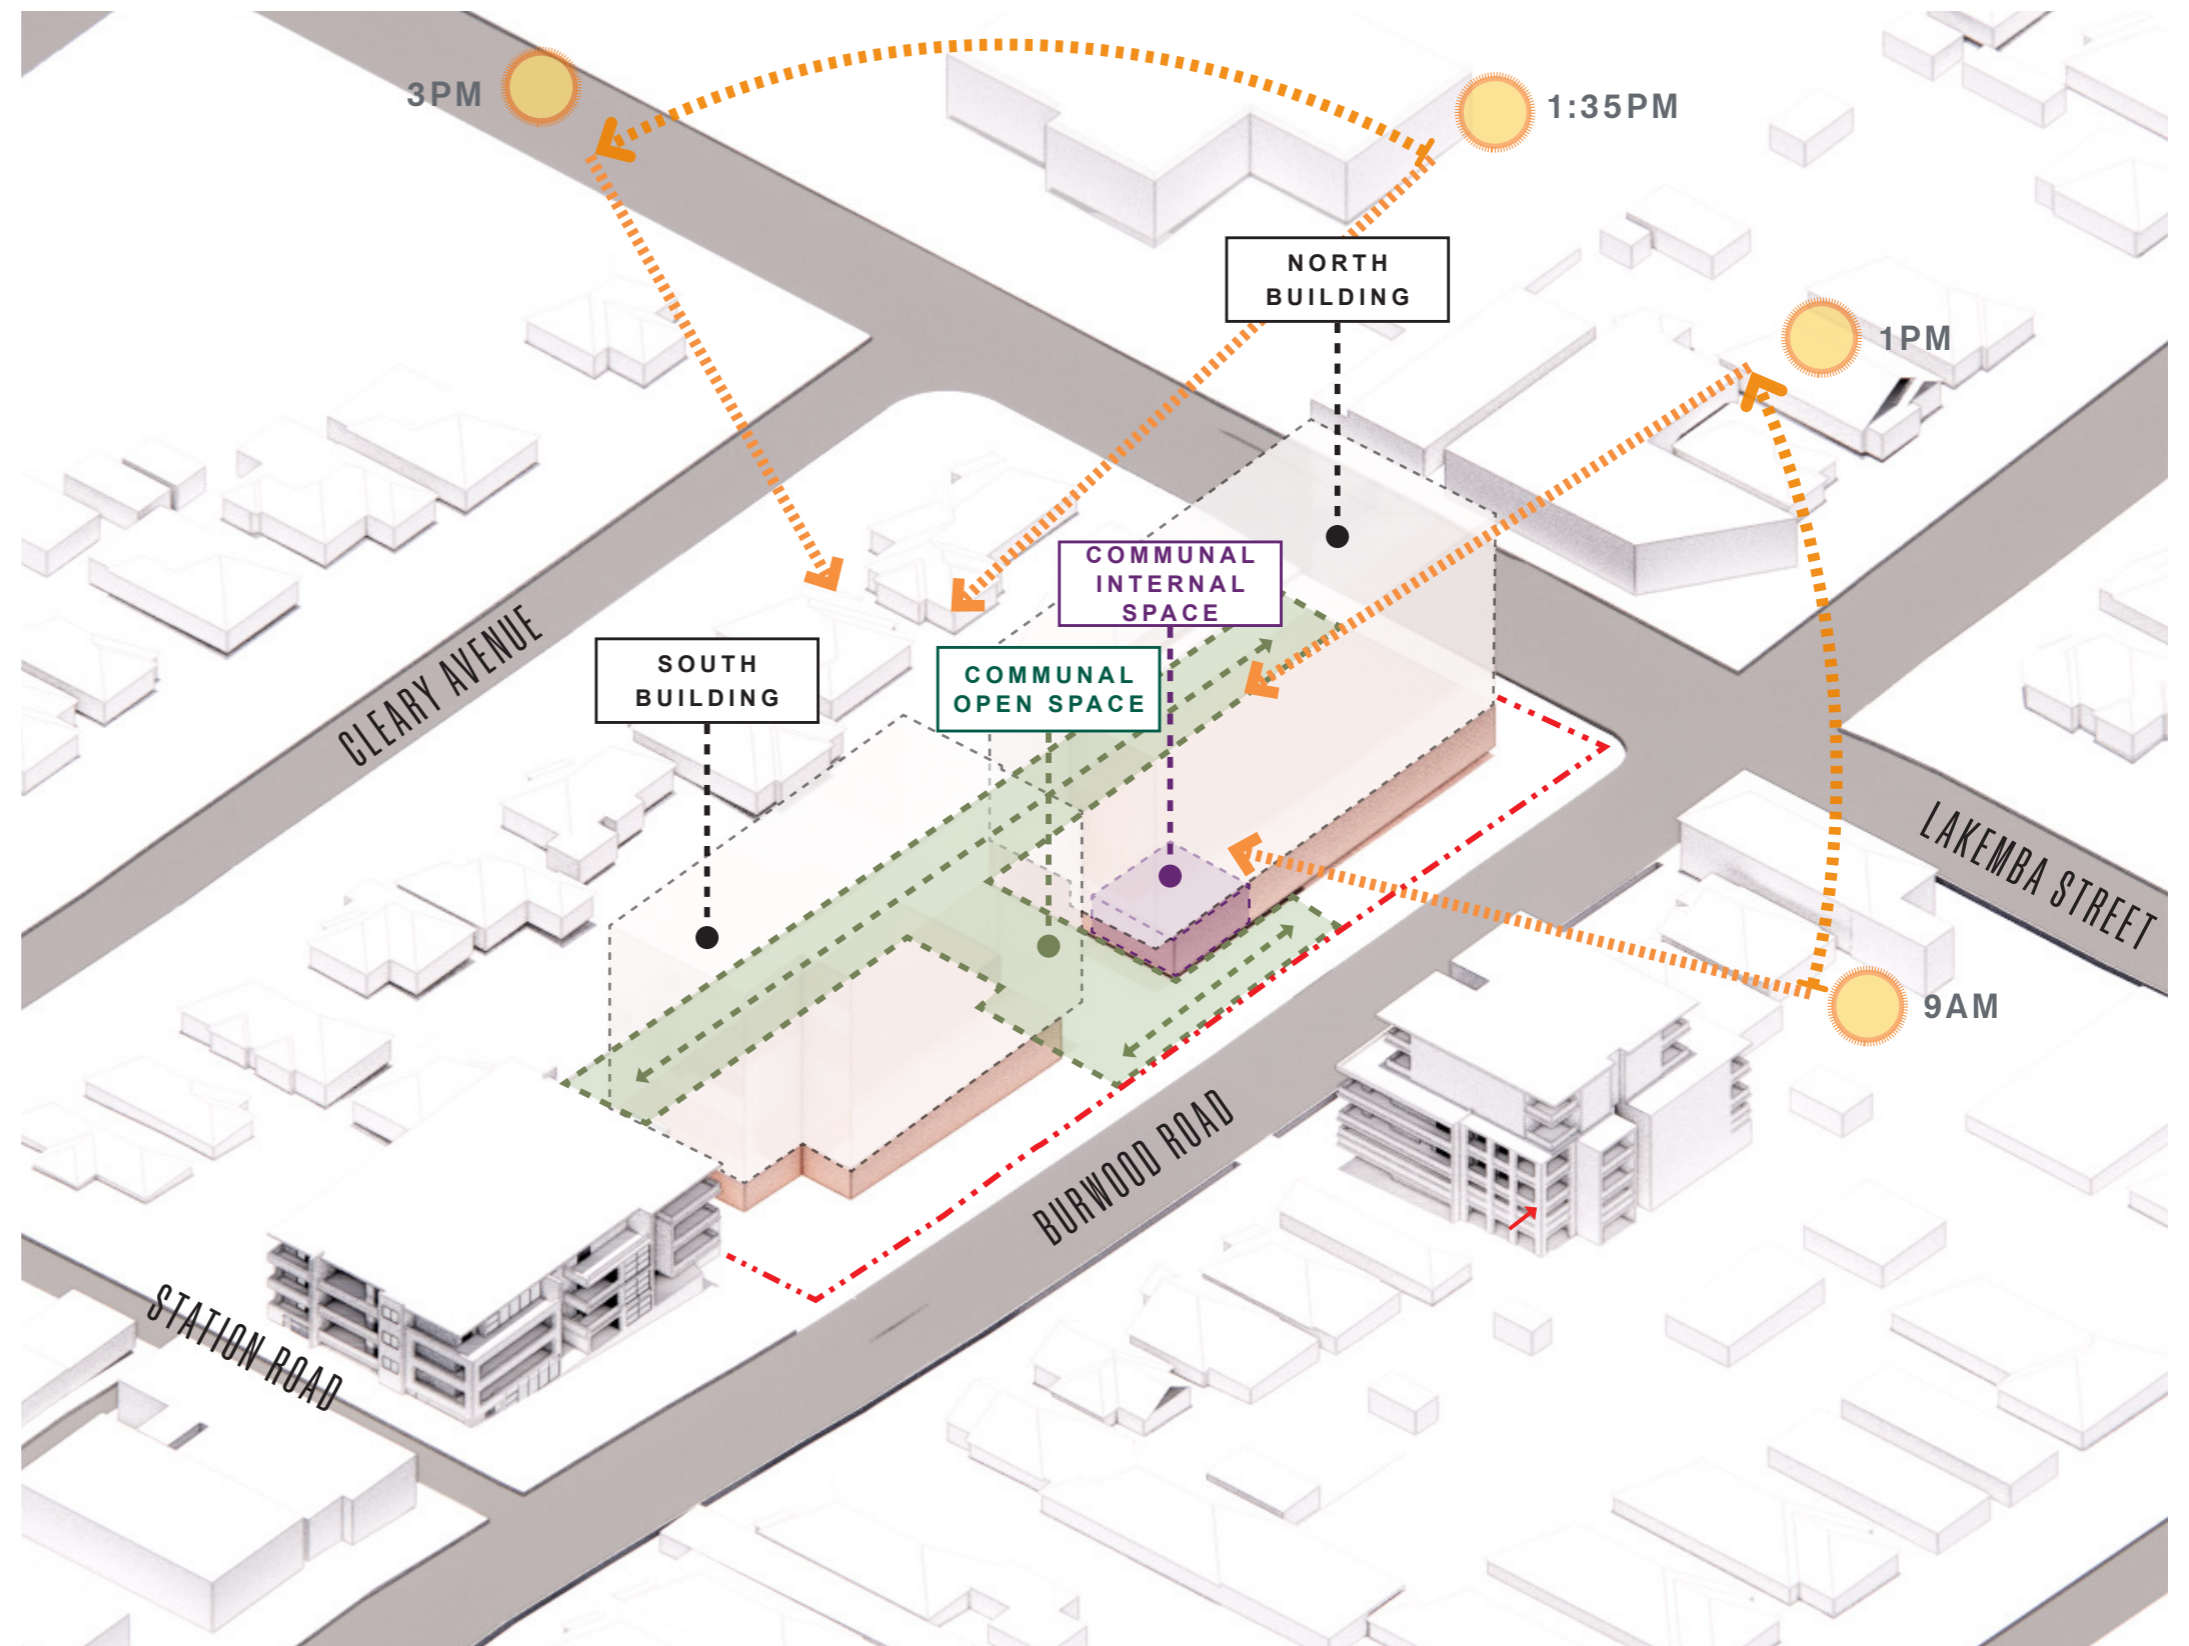 3PM
1:35PM
NORTH
BUILDING
1PM
COMMUNAL
INTERNAL
SPACE
SOUTH
BUILDING
COMMUNAL
OPEN SPACE
CLEARY AVENUE
LAKEMBA STREET
9AM
BURWOOD ROAD
STATION ROAD